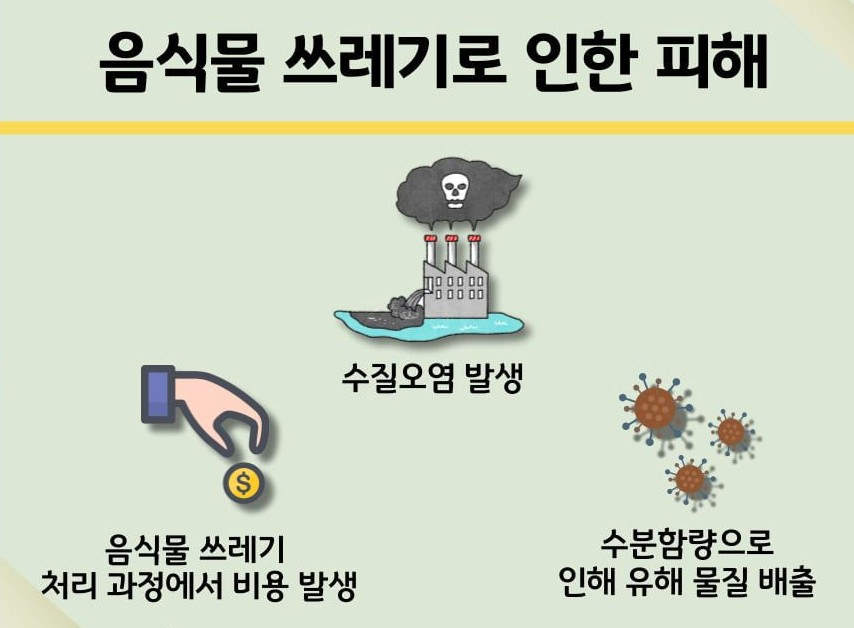 음식물 쓰레기로 인한 피해
수질오염 발생
$
음식물 쓰레기
처리 과정에서 비용 발생
수분함량으로
인해 유해 물질 배출